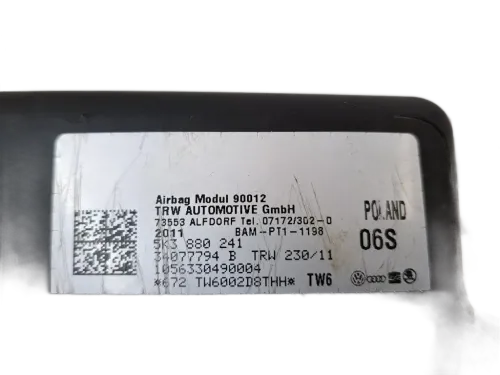 Airbag Modul 90012
TRW AUTOMOTIVE GmbH
73553 ALFDORF Tel. 07172/302-0
2011 BAM-PT1-1198
5K3 880 241
34077794 B TRW 230/11
1056330490004
*672 TW6002D8THH* TW6
POLAND
06S